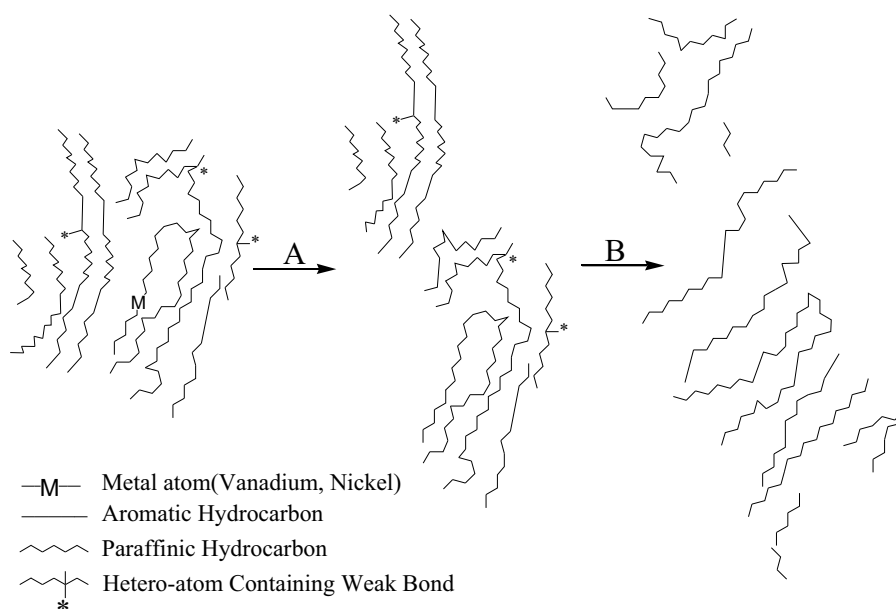 *
*
*
*
*
*
M
A
B
—M— Metal atom(Vanadium, Nickel)
Aromatic Hydrocarbon
Paraffinic Hydrocarbon
Hetero-atom Containing Weak Bond
*